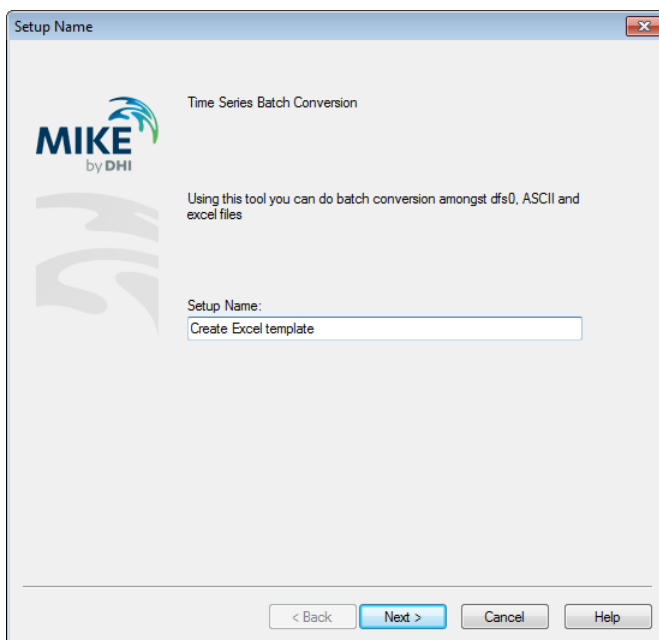 Setup Name
Time Series Batch Conversion
MIKE
by DHI
Using this tool you can do batch conversion amongst dfs0, ASCII and
excel files
Setup Name:
Create Excel template
< Back
Next >
Cancel
Help